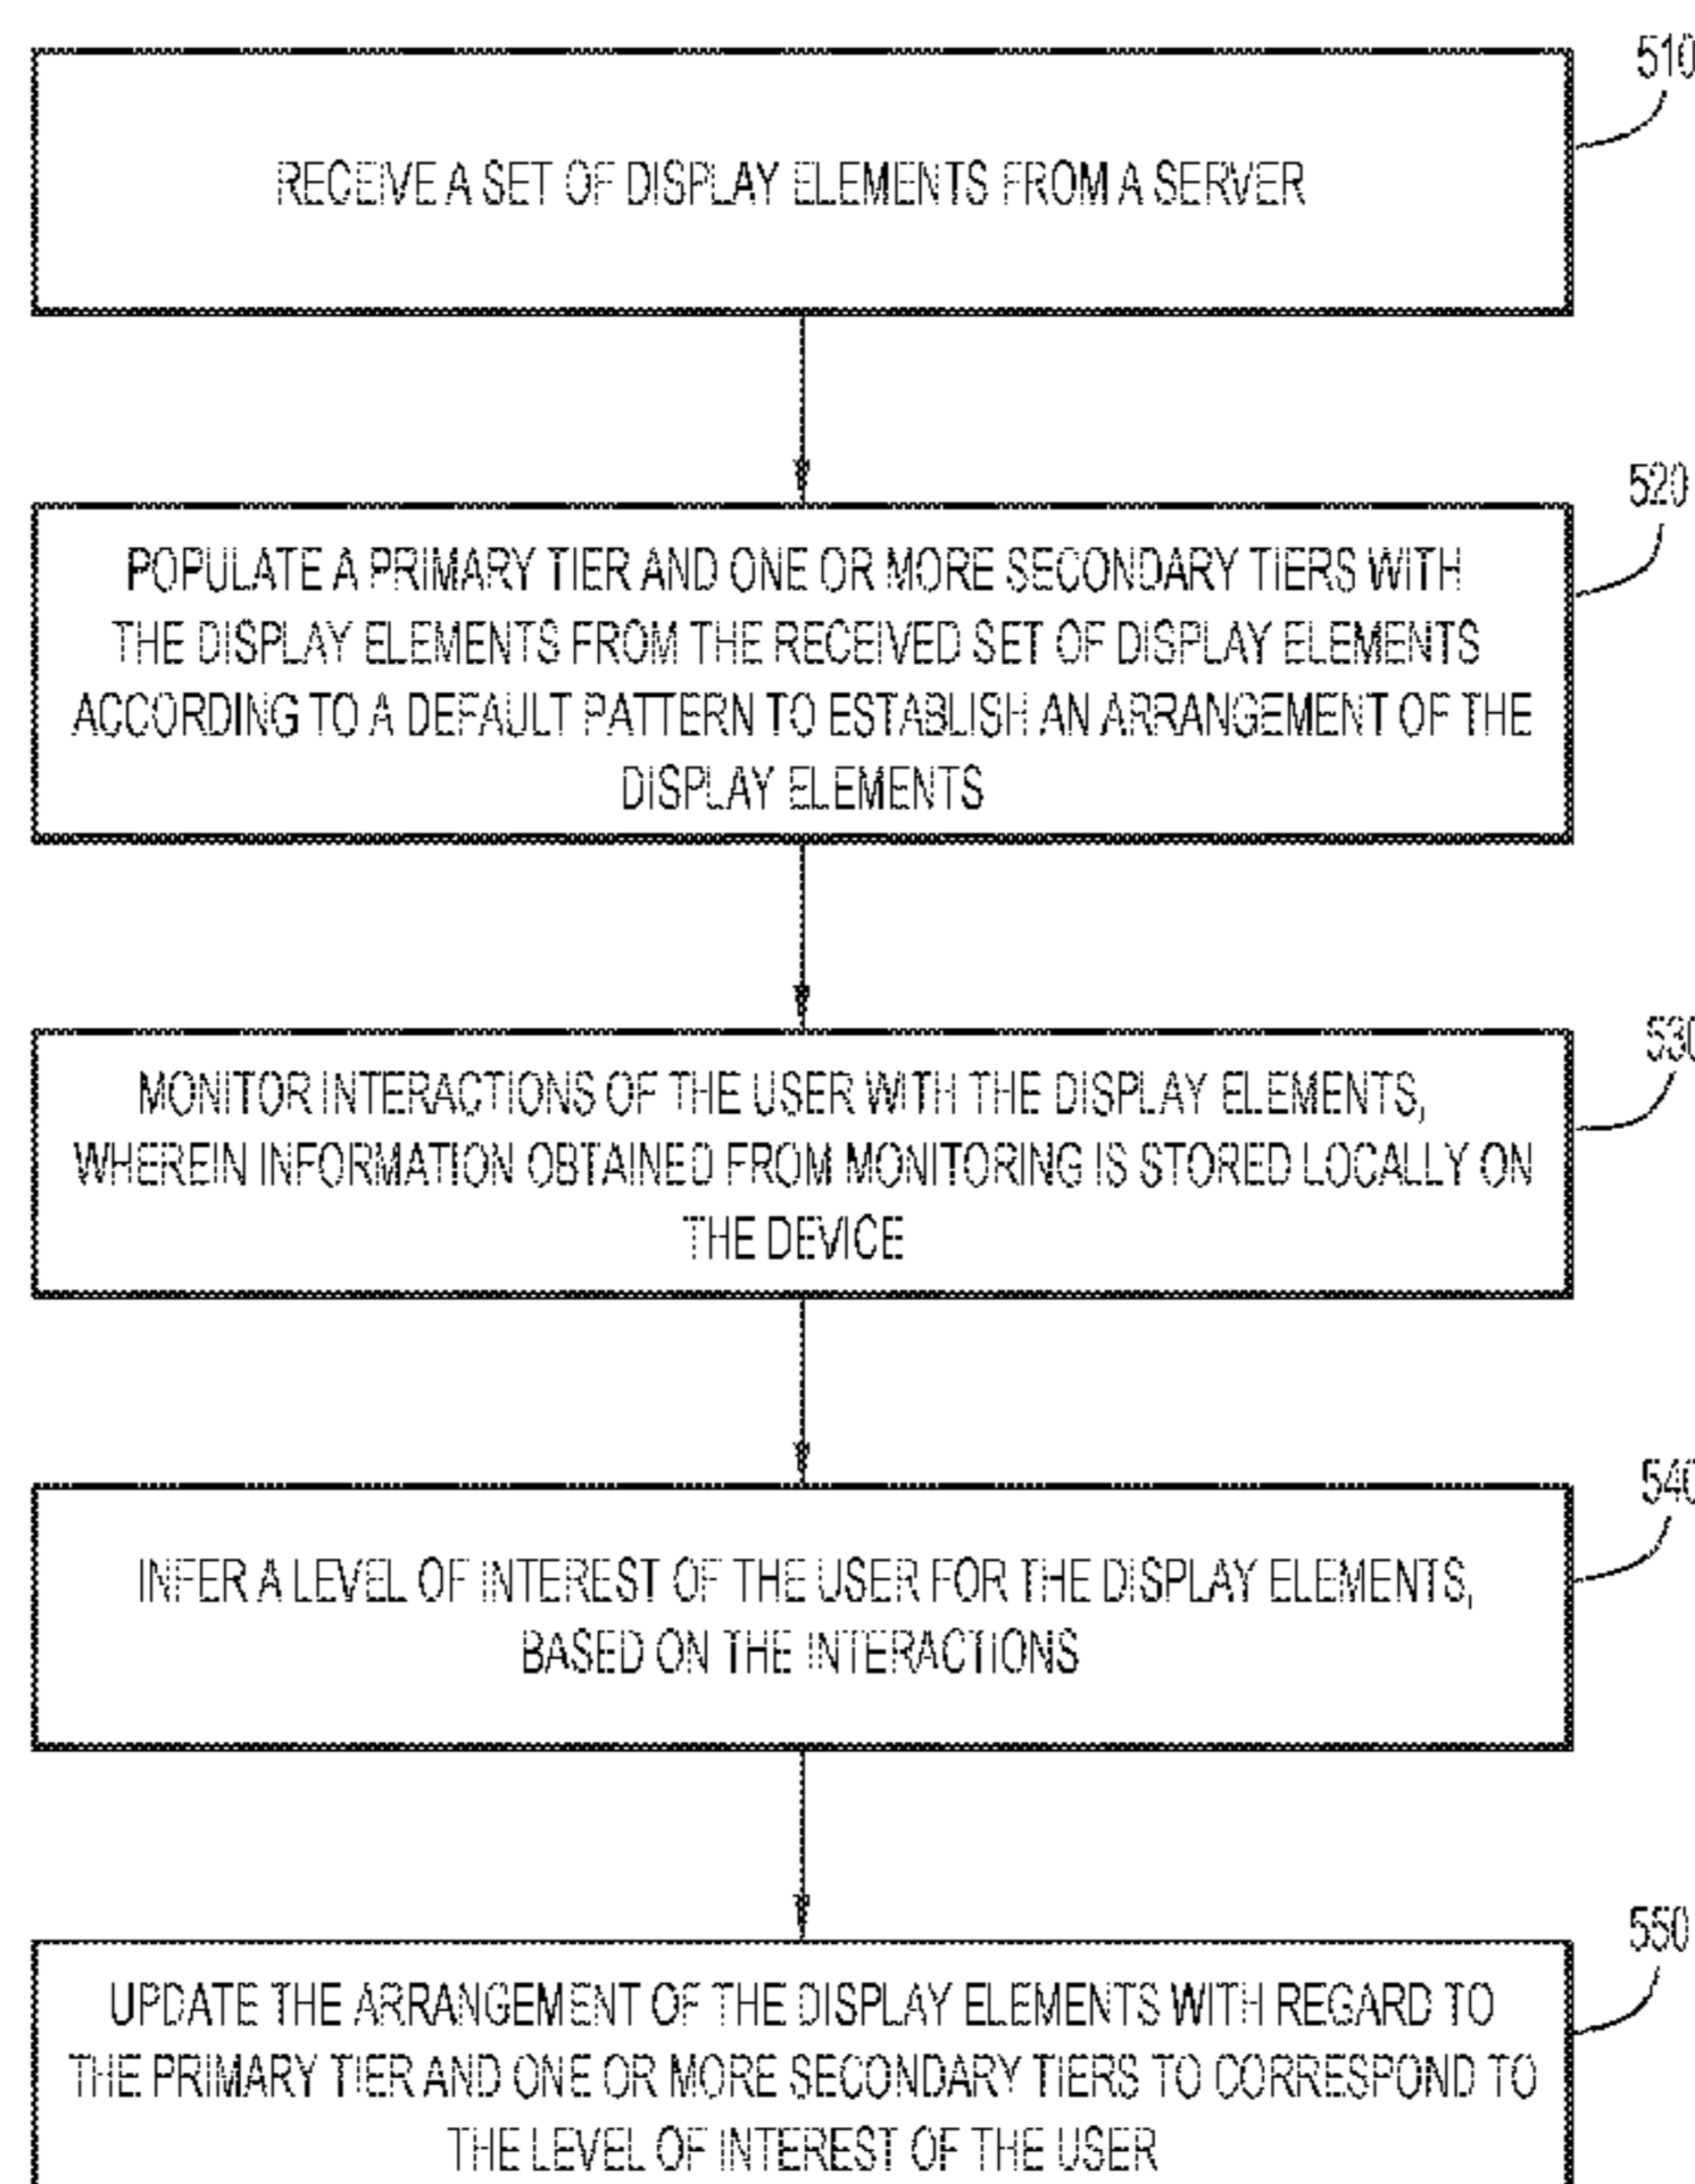 510
RECEIVE A SET OF DISPLAY ELEMENTS FROM A SERVER
520
POPULATE A PRIMARY TIER AND ONE OR MORE SECONDARY TIERS WITH
THE DISPLAY ELEMENTS FROM THE RECEIVED SET OF DISPLAY ELEMENTS
ACCORDING TO A DEFAULT PATTERN TO ESTABLISH AN ARRANGEMENT OF THE
DISPLAY ELEMENTS
530
MONITOR INTERACTIONS OF THE USER WITH THE DISPLAY ELEMENTS,
WHEREIN INFORMATION OBTAINED FROM MONITORING IS STORED LOCALLY ON
THE DEVICE
540
INFER A LEVEL OF INTEREST OF THE USER FOR THE DISPLAY ELEMENTS,
BASED ON THE INTERACTIONS
550
UPDATE THE ARRANGEMENT OF THE DISPLAY ELEMENTS WITH REGARD TO
THE PRIMARY TIER AND ONE OR MORE SECONDARY TIERS TO CORRESPOND TO
THE LEVEL OF INTEREST OF THE USER